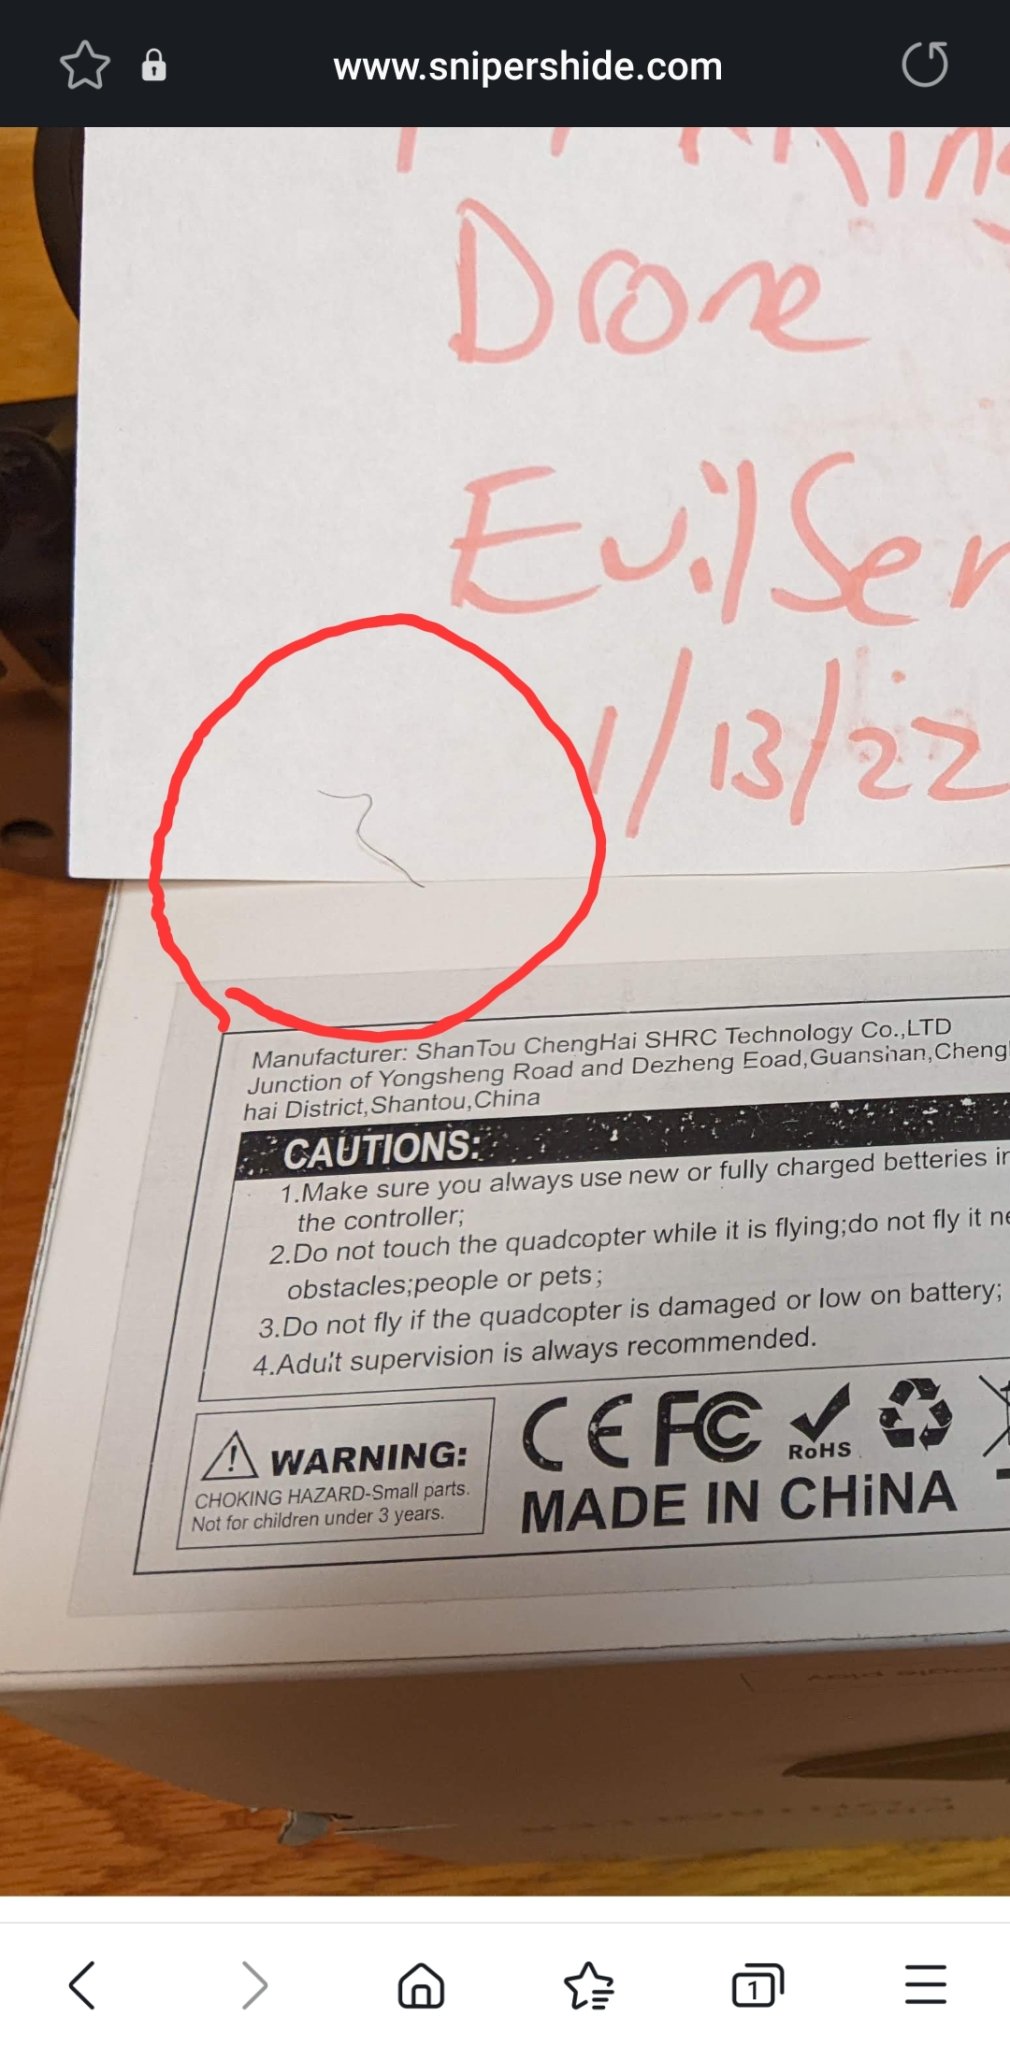 www.snipershide.com
Drone
Evil Ser
1/13/22
Manufacturer: ShanTou ChengHai SHRC Technology Co.,LTD
Junction of Yongsheng Road and Dezheng Eoad,Guanshan,Cheng
hai District,Shantou,China
CAUTIONS:
1.Make sure you always use new or fully charged betteries in
the controller;
2.Do not touch the quadcopter while it is flying;do not fly it ne
obstacles;people or pets;
3.Do not fly if the quadcopter is damaged or low on battery;
4.Adult supervision is always recommended.
WARNING:
CHOKING HAZARD-Small parts.
Not for children under 3 years.
CE FC RoHS
MADE IN CHiNA
1